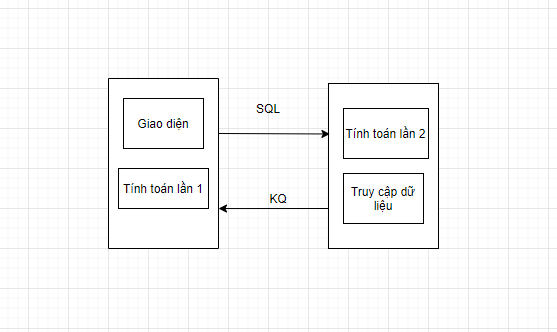 Giao diện
SQL
Tính toán lần 2
Tính toán lần 1
KQ
Truy cập dữ
liệu